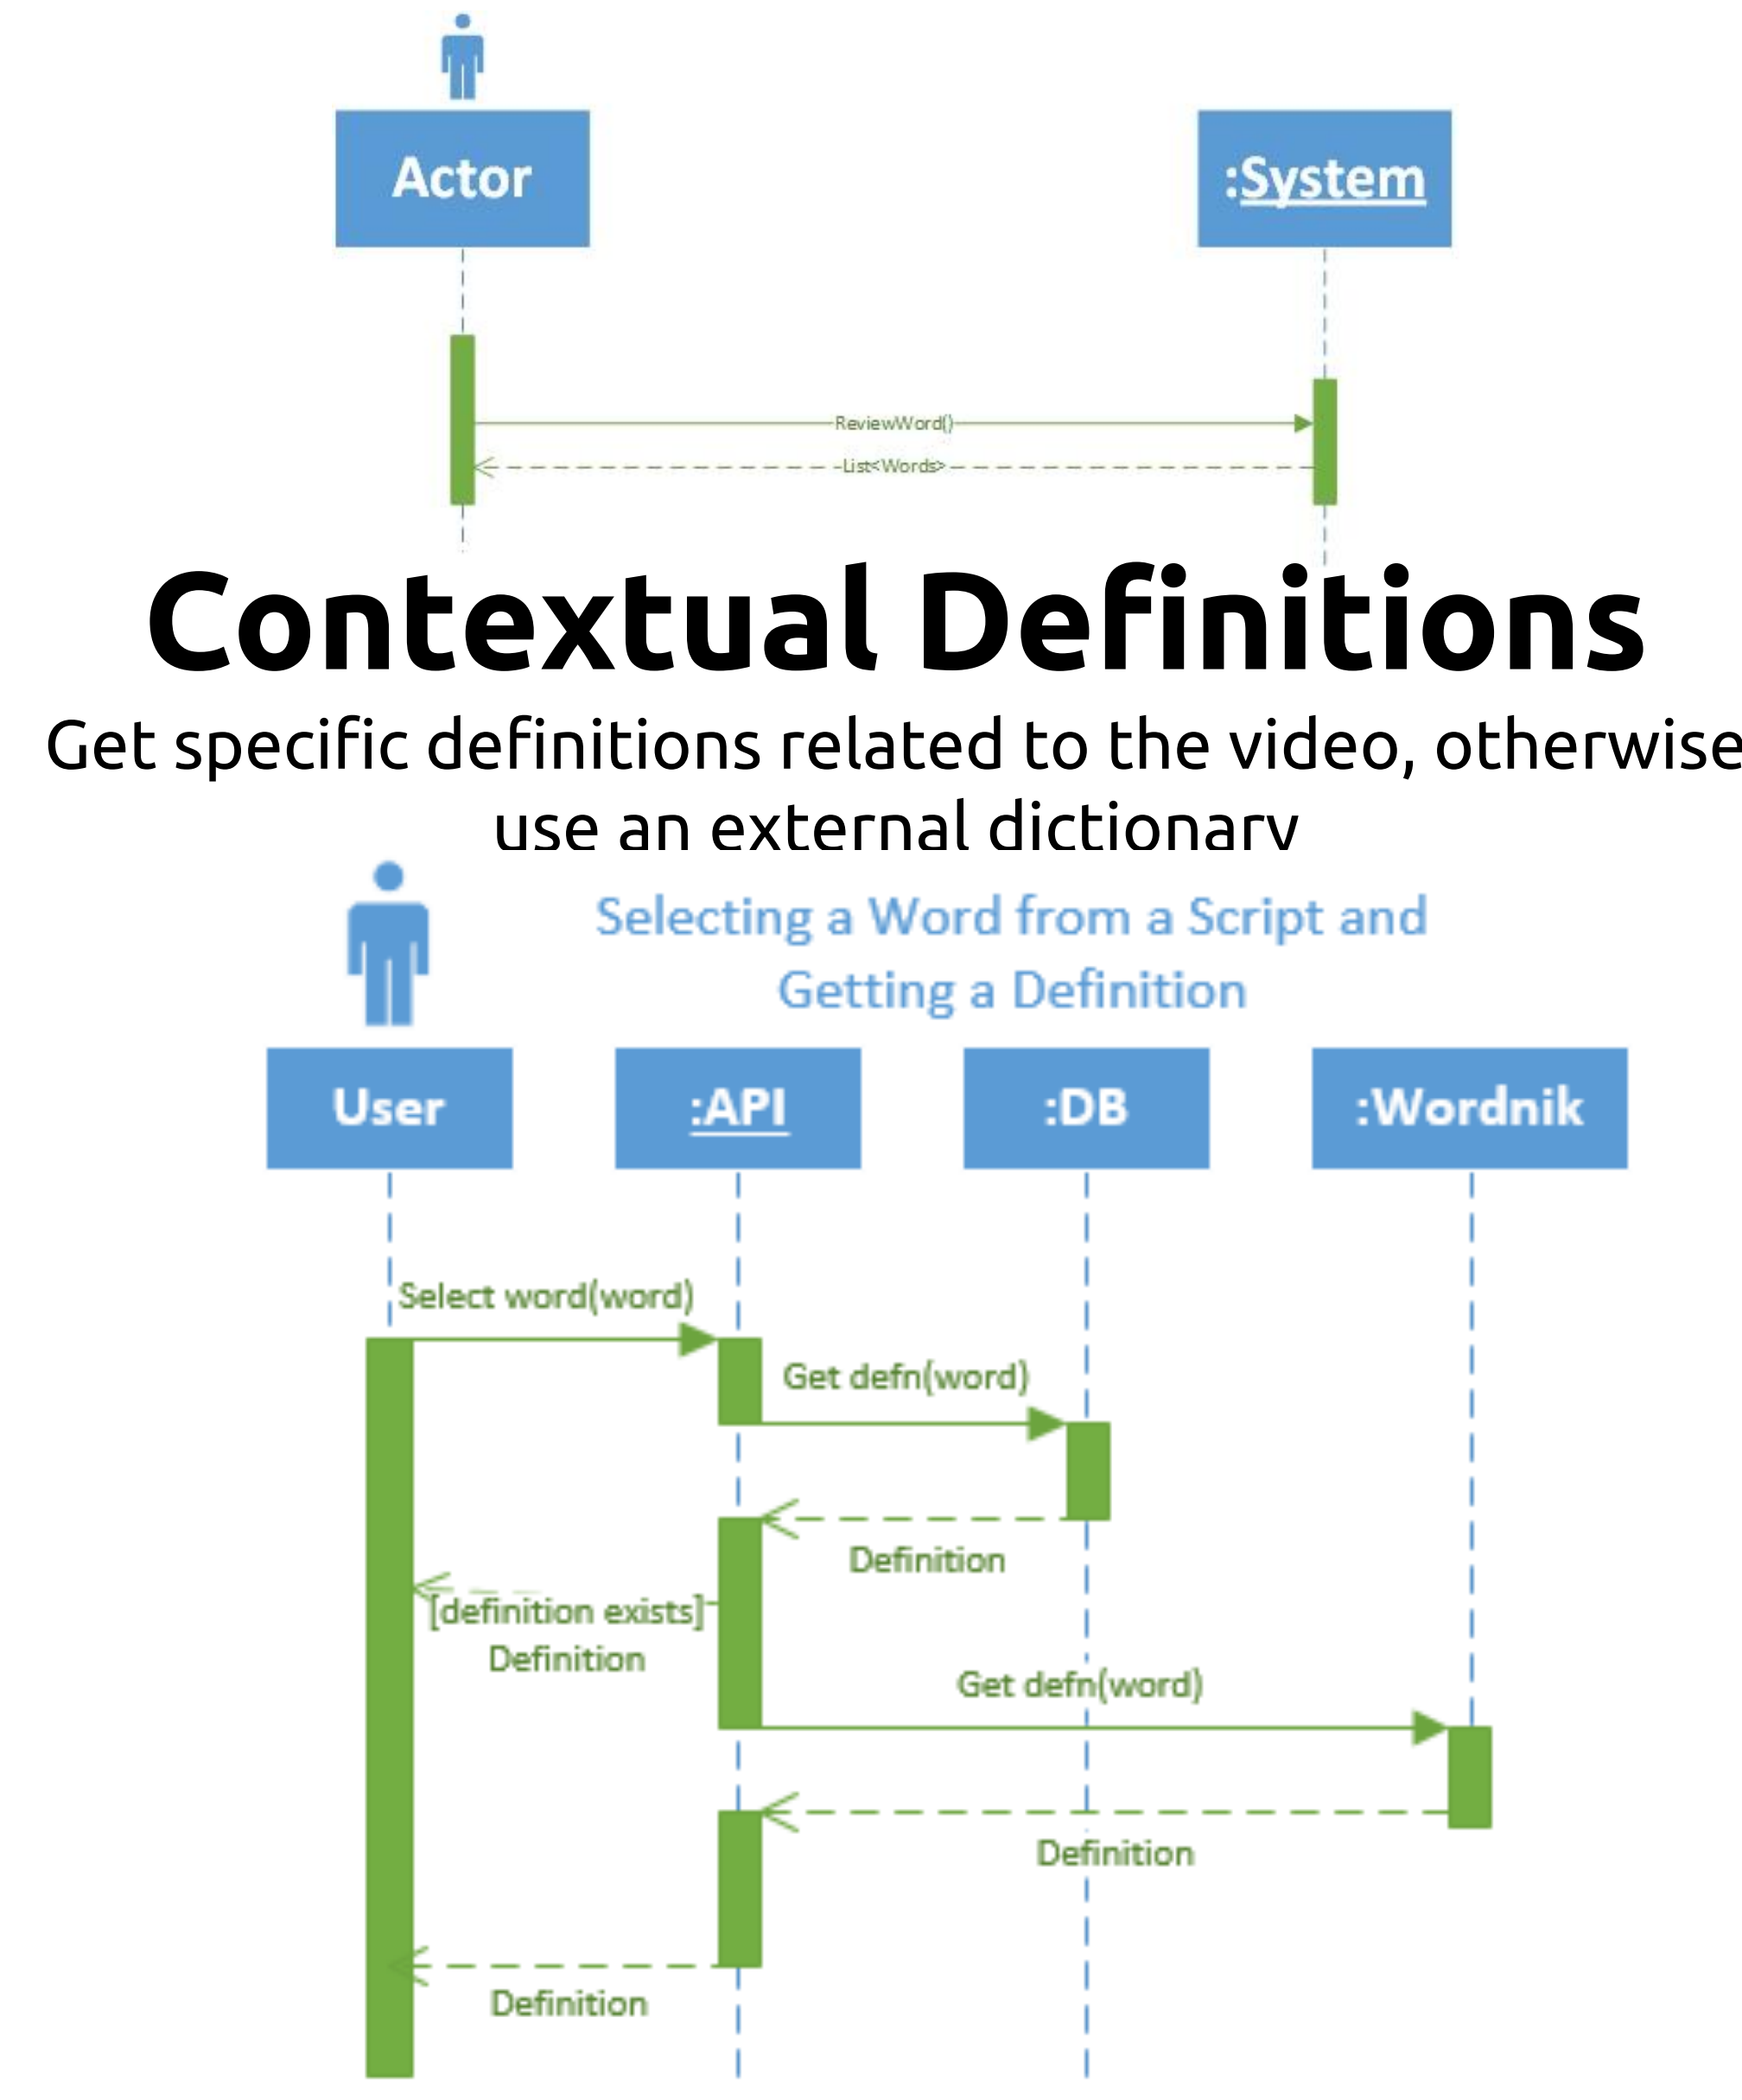 Actor
:System
ReviewWord()
List<Words>
Contextual Definitions
Get specific definitions related to the video, otherwise
use an external dictionary
Selecting a Word from a Script and
Getting a Definition
User
:API
:DB
:Wordnik
Select word(word)
Get defn(word)
Definition
[definition exists]
Definition
Get defn(word)
Definition
Definition